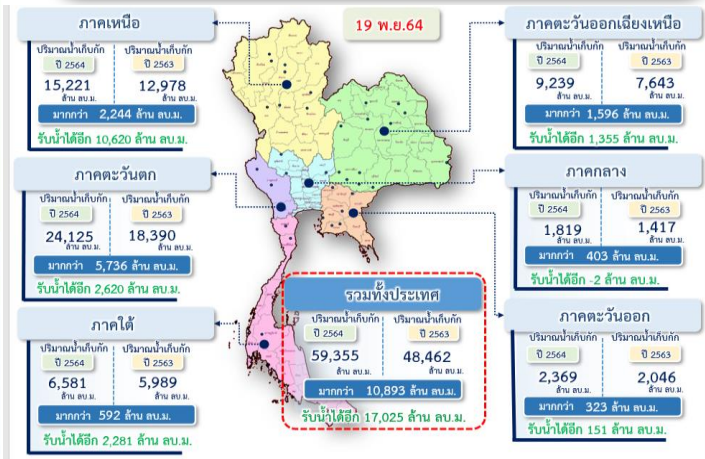 19 พ.ย.64
ภาคเหนือ
ปริมาณน้ำเก็บกัก ปริมาณน้ำเก็บกัก
ปี 2564 ปี 2563
15,221 12,978
ล้าน ลบ.ม. ล้าน ลบ.ม.
มากกว่า 2,244 ล้าน ลบ.ม.
รับน้ำได้อีก 10,620 ล้าน ลบ.ม.
ภาคตะวันออกเฉียงเหนือ
ปริมาณน้ำเก็บกัก ปริมาณน้ำเก็บกัก
ปี 2564 ปี 2563
9,239 7,643
ล้าน ลบ.ม. ล้าน ลบ.ม.
มากกว่า 1,596 ล้าน ลบ.ม.
รับน้ำได้อีก 1,355 ล้าน ลบ.ม.
ภาคตะวันตก
ปริมาณน้ำเก็บกัก ปริมาณน้ำเก็บกัก
ปี 2564 ปี 2563
24,125 18,390
ล้าน ลบ.ม. ล้าน ลบ.ม.
มากกว่า 5,736 ล้าน ลบ.ม.
รับน้ำได้อีก 2,620 ล้าน ลบ.ม.
ภาคกลาง
ปริมาณน้ำเก็บกัก ปริมาณน้ำเก็บกัก
ปี 2564 ปี 2563
1,819 1,417
ล้าน ลบ.ม. ล้าน ลบ.ม.
มากกว่า 403 ล้าน ลบ.ม.
รับน้ำได้อีก -2 ล้าน ลบ.ม.
ภาคใต้
ปริมาณน้ำเก็บกัก ปริมาณน้ำเก็บกัก
ปี 2564 ปี 2563
6,581 5,989
ล้าน ลบ.ม. ล้าน ลบ.ม.
มากกว่า 592 ล้าน ลบ.ม.
รับน้ำได้อีก 2,281 ล้าน ลบ.ม.
รวมทั้งประเทศ
ปริมาณน้ำเก็บกัก ปริมาณน้ำเก็บกัก
ปี 2564 ปี 2563
59,355 48,462
ล้าน ลบ.ม. ล้าน ลบ.ม.
มากกว่า 10,893 ล้าน ลบ.ม.
รับน้ำได้อีก 17,025 ล้าน ลบ.ม.
ภาคตะวันออก
ปริมาณน้ำเก็บกัก ปริมาณน้ำเก็บกัก
ปี 2564 ปี 2563
2,369 2,046
ล้าน ลบ.ม. ล้าน ลบ.ม.
มากกว่า 323 ล้าน ลบ.ม.
รับน้ำได้อีก 151 ล้าน ลบ.ม.